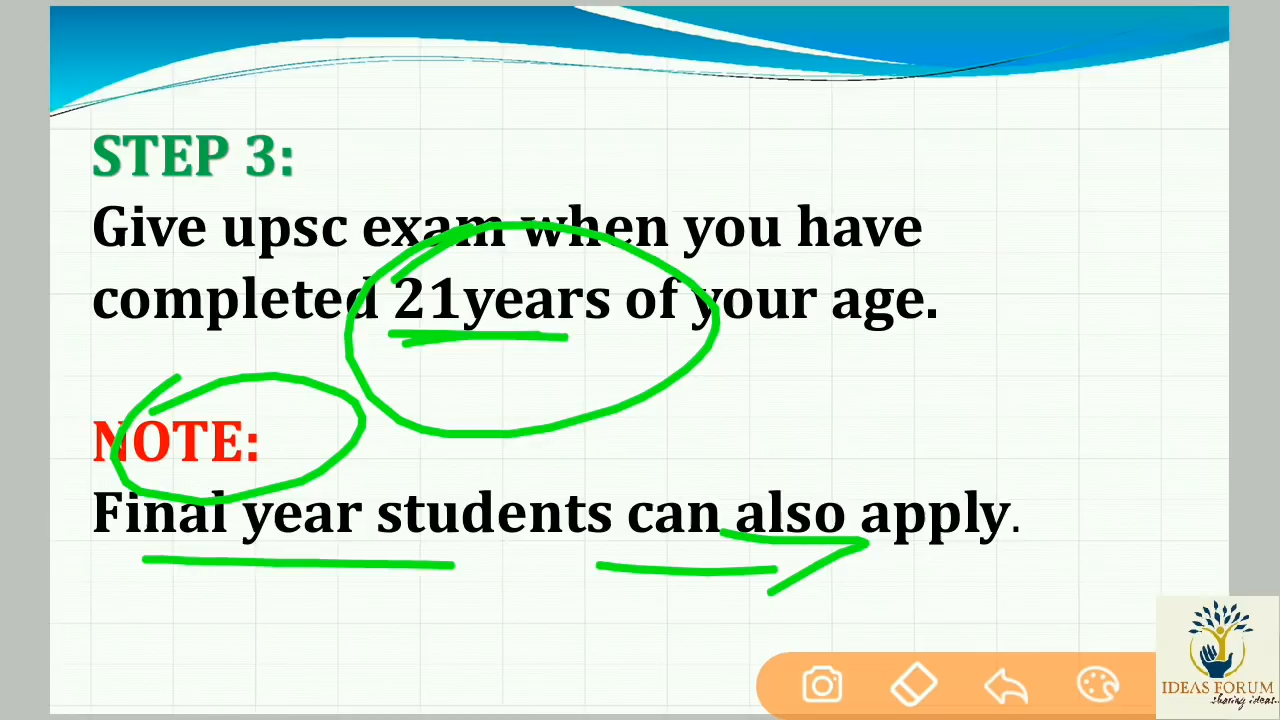 STEP 3:
Give upsc exam when you have
completed 21years of your age.
NOTE:
Final year students can also apply.
IDEAS FORUM
sharing ideas